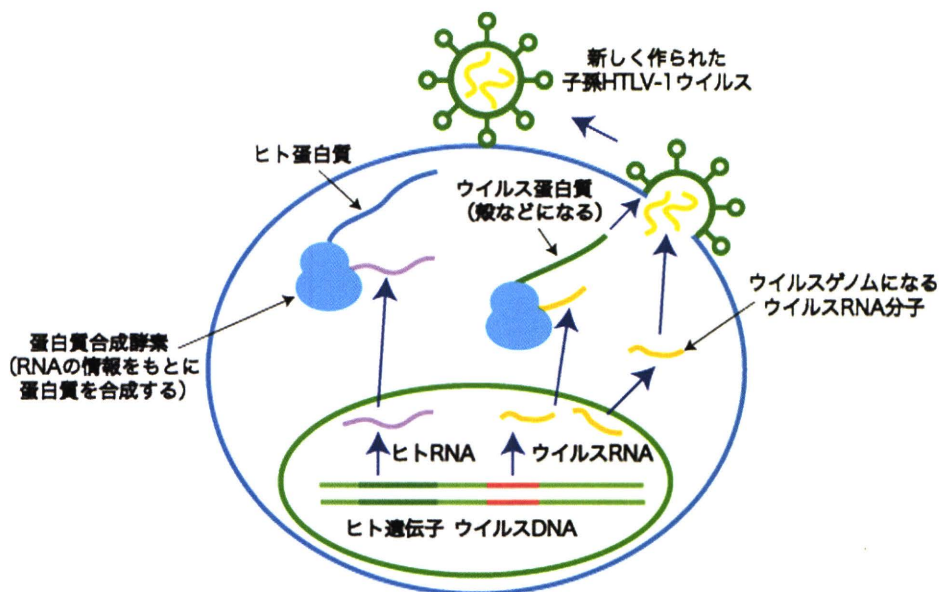 新しく作られた
子孫HTLV-1ウイルス
ヒト蛋白質
ウイルス蛋白質
（殻などになる）
ウイルスゲノムになる
ウイルスRNA分子
蛋白質合成酵素
（RNAの情報をもとに
蛋白質を合成する）
ヒトRNA
ウイルスRNA
ヒト遺伝子
ウイルスDNA